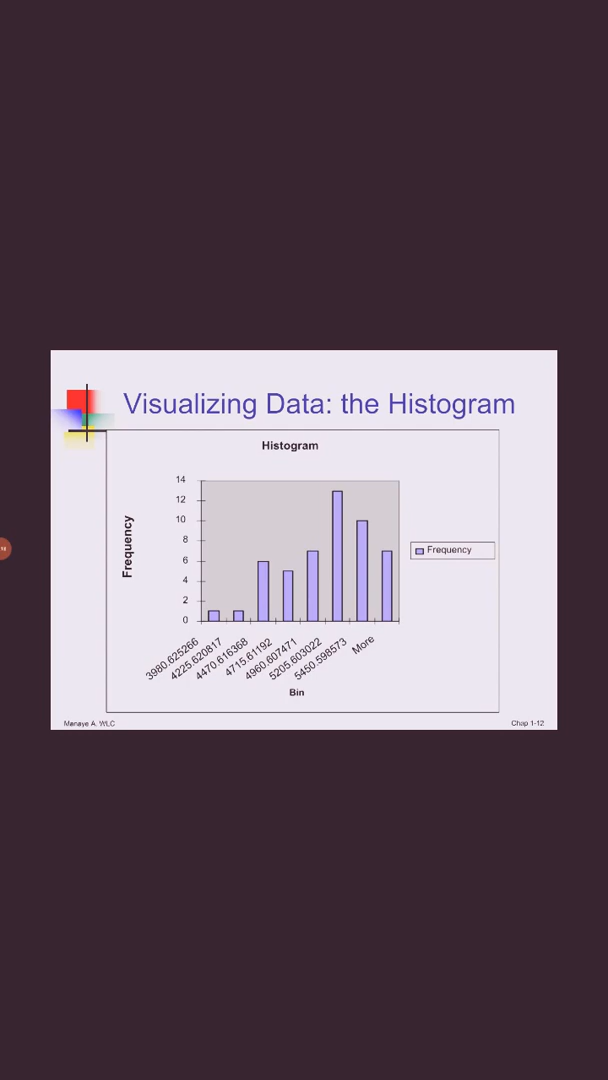 Visualizing Data: the Histogram
Histogram
Frequency
14
12
10
8
6
4
2
0
3980.625266
4225.620817
4470.616368
4715.61192
4960.607471
5205.603022
5450.598573
More
Bin
Frequency
Manaye A. WLC
Chap 1-12